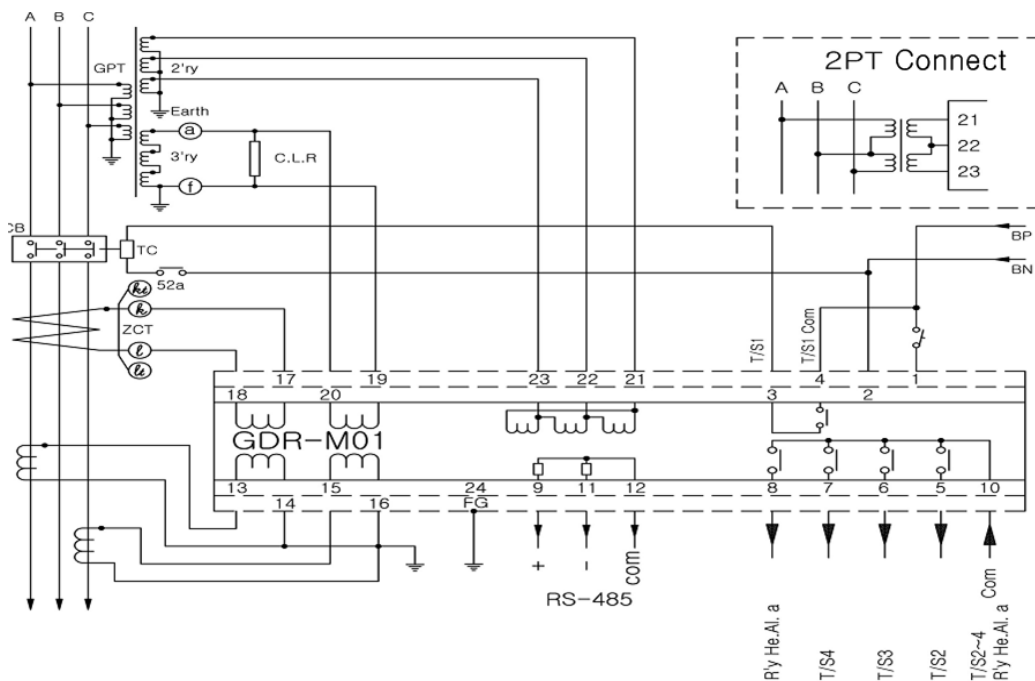 A B C
GPT
2'ry
Earth
a
3'ry
C.L.R
f
2PT Connect
A B C
21
22
23
CB
TC
52a
BP
BN
kt
k
ZCT
l
lt
T/S1
T/S1 Com
17 20 19 23 22 21 4 1
18 3 2
GDR-M01
13 15 24 9 11 12 8 7 6 5 10
14 16 FG
+
-
com
RS-485
R'y He.Al. a
T/S4
T/S3
T/S2
T/S2~4 Com
R'y He.Al. a